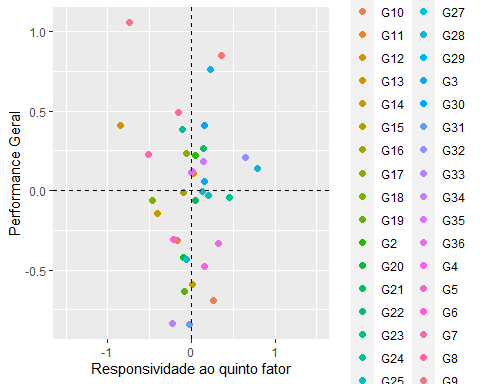 Performance Geral
1.0
0.5
0.0
-0.5
-1
0
1
Responsividade ao quinto fator
G10
G11
G12
G13
G14
G15
G16
G17
G18
G19
G2
G20
G21
G22
G23
G24
G25
G27
G28
G29
G3
G30
G31
G32
G33
G34
G35
G36
G4
G5
G6
G7
G8
G9